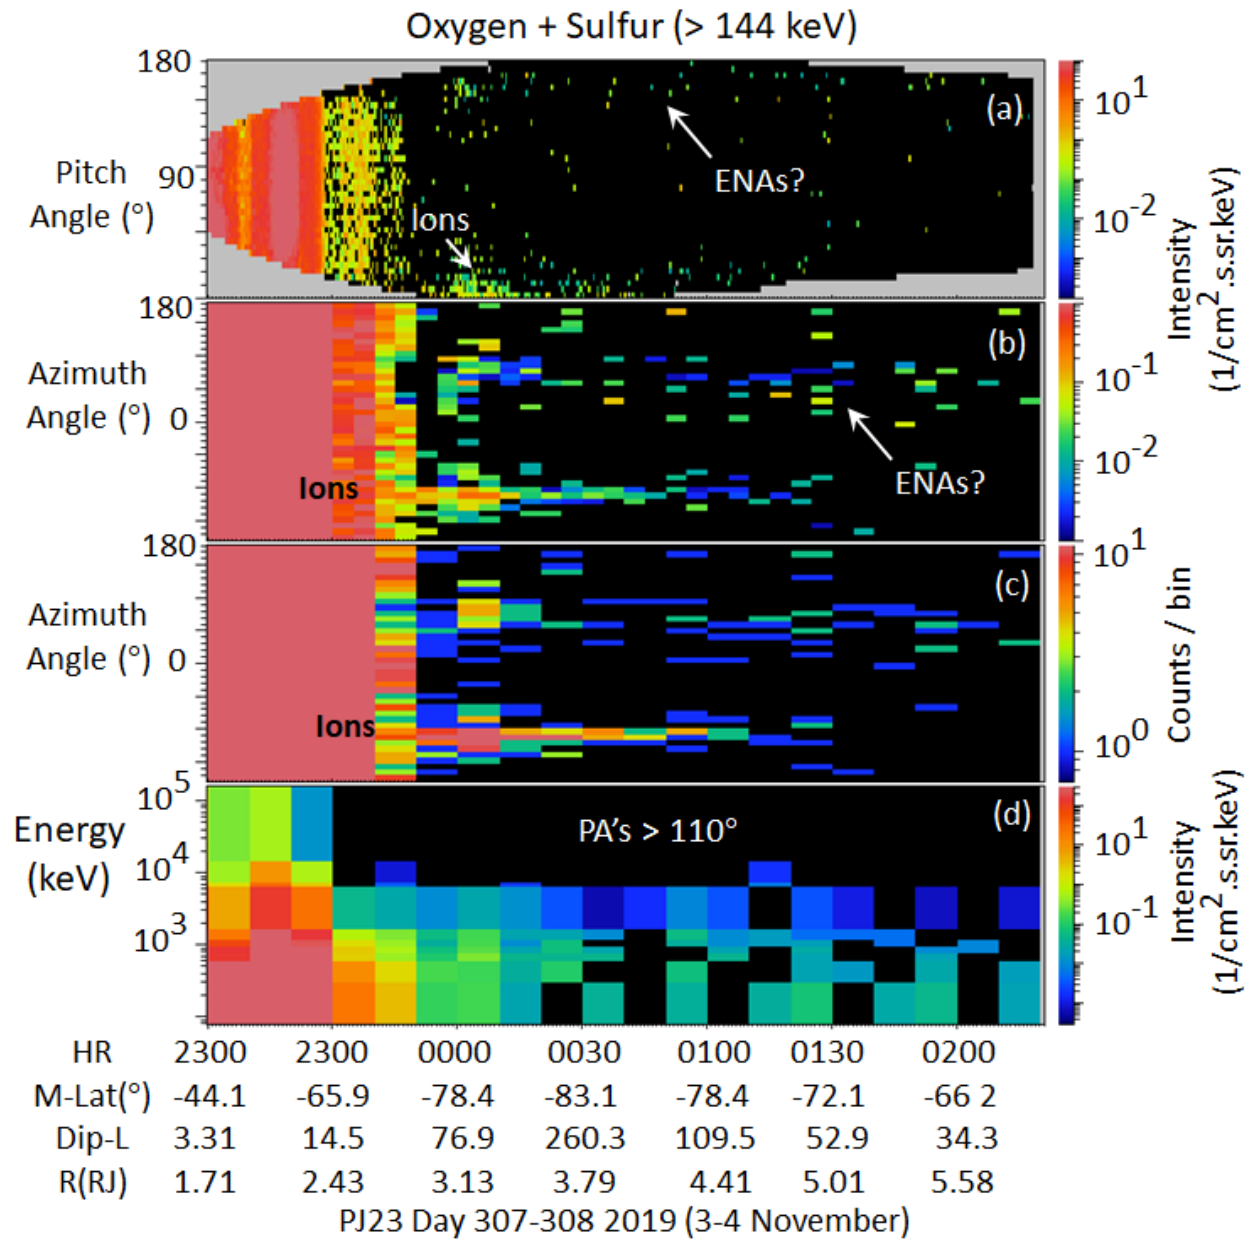 Oxygen + Sulfur (> 144 keV)
180
(a)
10^1
Pitch
Angle (°)
90
ENAs?
Ions
10^-2
Intensity
(1/cm^2.s.sr.keV)
180
(b)
Azimuth
Angle (°)
0
10^-1
10^-2
Ions
ENAs?
10^1
180
(c)
10^1
Azimuth
Angle (°)
0
Counts / bin
Ions
10^0
5
10^5
(d)
Energy
(keV)
PA's > 110°
10^4
10^3
10^1
10^-1
Intensity
(1/cm^2.s.sr.keV)
HR 2300 2300 0000 0030 0100 0130 0200
M-Lat(°) -44.1 -65.9 -78.4 -83.1 -78.4 -72.1 -66 2
Dip-L 3.31 14.5 76.9 260.3 109.5 52.9 34.3
R(RJ) 1.71 2.43 3.13 3.79 4.41 5.01 5.58
PJ23 Day 307-308 2019 (3-4 November)